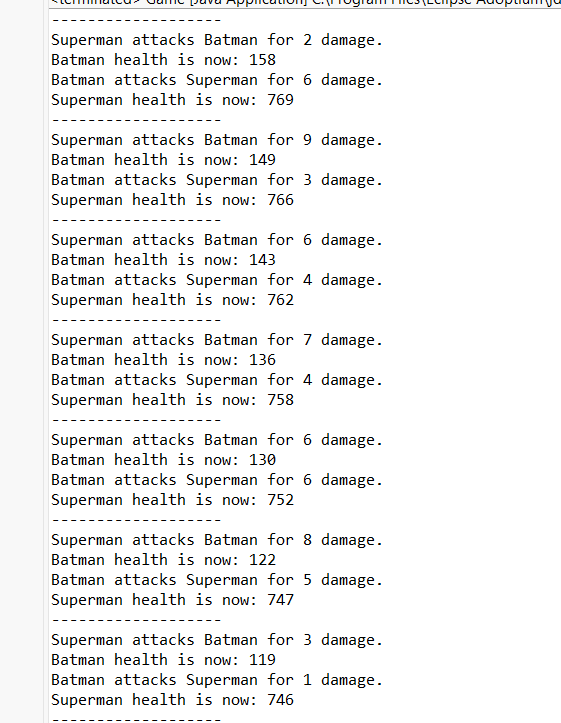 <terminated> Game [Java Application] C:\Program Files\Eclipse Adoptium\jd
-------------------
Superman attacks Batman for 2 damage.
Batman health is now: 158
Batman attacks Superman for 6 damage.
Superman health is now: 769
-------------------
Superman attacks Batman for 9 damage.
Batman health is now: 149
Batman attacks Superman for 3 damage.
Superman health is now: 766
-------------------
Superman attacks Batman for 6 damage.
Batman health is now: 143
Batman attacks Superman for 4 damage.
Superman health is now: 762
-------------------
Superman attacks Batman for 7 damage.
Batman health is now: 136
Batman attacks Superman for 4 damage.
Superman health is now: 758
-------------------
Superman attacks Batman for 6 damage.
Batman health is now: 130
Batman attacks Superman for 6 damage.
Superman health is now: 752
-------------------
Superman attacks Batman for 8 damage.
Batman health is now: 122
Batman attacks Superman for 5 damage.
Superman health is now: 747
-------------------
Superman attacks Batman for 3 damage.
Batman health is now: 119
Batman attacks Superman for 1 damage.
Superman health is now: 746
-------------------